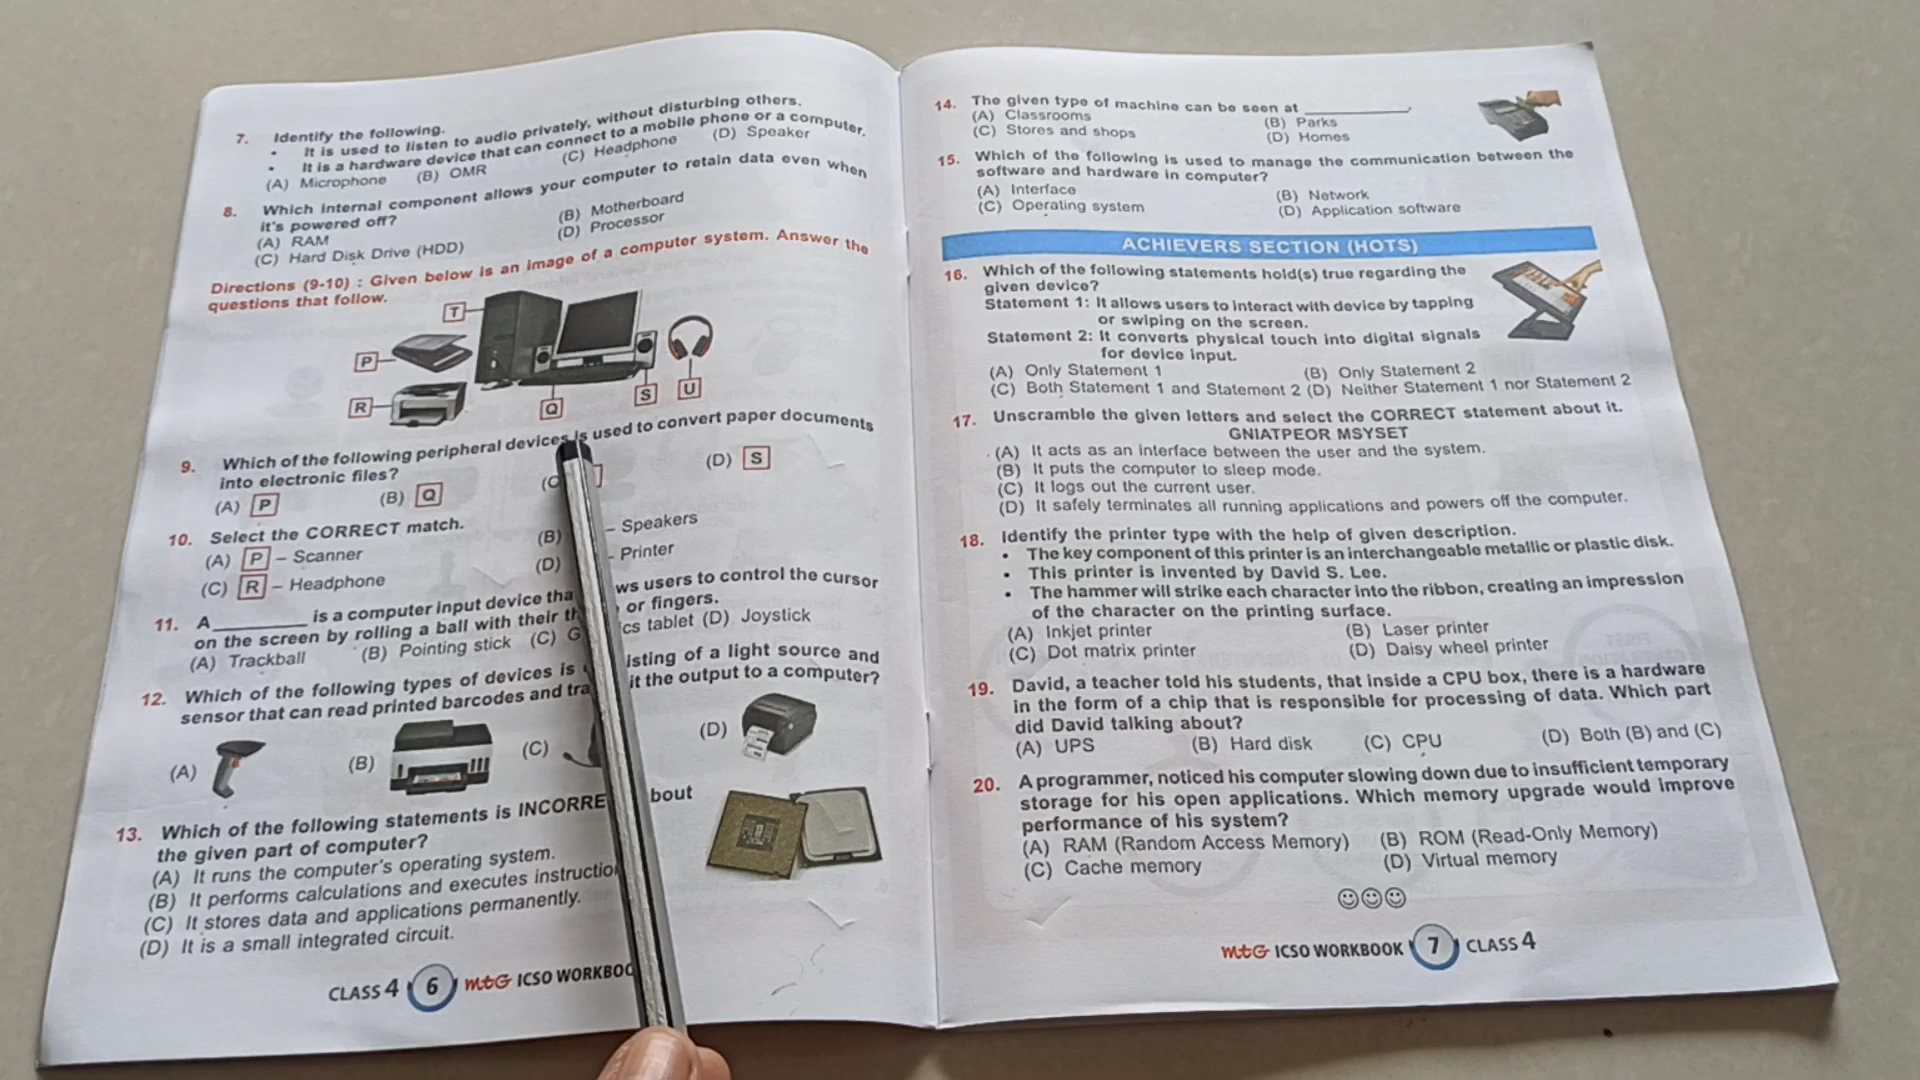 7. Identify the following.
• It is used to listen to audio privately, without disturbing others.
• It is a hardware device that can connect to a mobile phone or a computer.
(A) Microphone (B) OMR (C) Headphone (D) Speaker
8. Which internal component allows your computer to retain data even when
it's powered off?
(A) RAM (B) Motherboard
(C) Hard Disk Drive (HDD) (D) Processor
Directions (9-10) : Given below is an image of a computer system. Answer the
questions that follow.
T
P
R
Q
S
U
9. Which of the following peripheral devices is used to convert paper documents
into electronic files?
(A) P (B) Q (C (D) S
10. Select the CORRECT match.
(A) P – Scanner (B) – Speakers
(C) R – Headphone (D) – Printer
11. A________ is a computer input device tha ws users to control the cursor
on the screen by rolling a ball with their th or fingers.
(A) Trackball (B) Pointing stick (C) G cs tablet (D) Joystick
12. Which of the following types of devices is isting of a light source and
sensor that can read printed barcodes and tra it the output to a computer?
(A) (B) (C) (D)
13. Which of the following statements is INCORRE bout
the given part of computer?
(A) It runs the computer's operating system.
(B) It performs calculations and executes instructio
(C) It stores data and applications permanently.
(D) It is a small integrated circuit.
CLASS 4 6 mtG ICSO WORKBOO
14. The given type of machine can be seen at ________.
(A) Classrooms (B) Parks
(C) Stores and shops (D) Homes
15. Which of the following is used to manage the communication between the
software and hardware in computer?
(A) Interface (B) Network
(C) Operating system (D) Application software
ACHIEVERS SECTION (HOTS)
16. Which of the following statements hold(s) true regarding the
given device?
Statement 1: It allows users to interact with device by tapping
or swiping on the screen.
Statement 2: It converts physical touch into digital signals
for device input.
(A) Only Statement 1 (B) Only Statement 2
(C) Both Statement 1 and Statement 2 (D) Neither Statement 1 nor Statement 2
17. Unscramble the given letters and select the CORRECT statement about it.
GNIATPEOR MSYSET
(A) It acts as an interface between the user and the system.
(B) It puts the computer to sleep mode.
(C) It logs out the current user.
(D) It safely terminates all running applications and powers off the computer.
18. Identify the printer type with the help of given description.
• The key component of this printer is an interchangeable metallic or plastic disk.
• This printer is invented by David S. Lee.
• The hammer will strike each character into the ribbon, creating an impression
of the character on the printing surface.
(A) Inkjet printer (B) Laser printer
(C) Dot matrix printer (D) Daisy wheel printer
19. David, a teacher told his students, that inside a CPU box, there is a hardware
in the form of a chip that is responsible for processing of data. Which part
did David talking about?
(A) UPS (B) Hard disk (C) CPU (D) Both (B) and (C)
20. A programmer, noticed his computer slowing down due to insufficient temporary
storage for his open applications. Which memory upgrade would improve
performance of his system?
(A) RAM (Random Access Memory) (B) ROM (Read-Only Memory)
(C) Cache memory (D) Virtual memory
☺☺☺
mtG ICSO WORKBOOK 7 CLASS 4